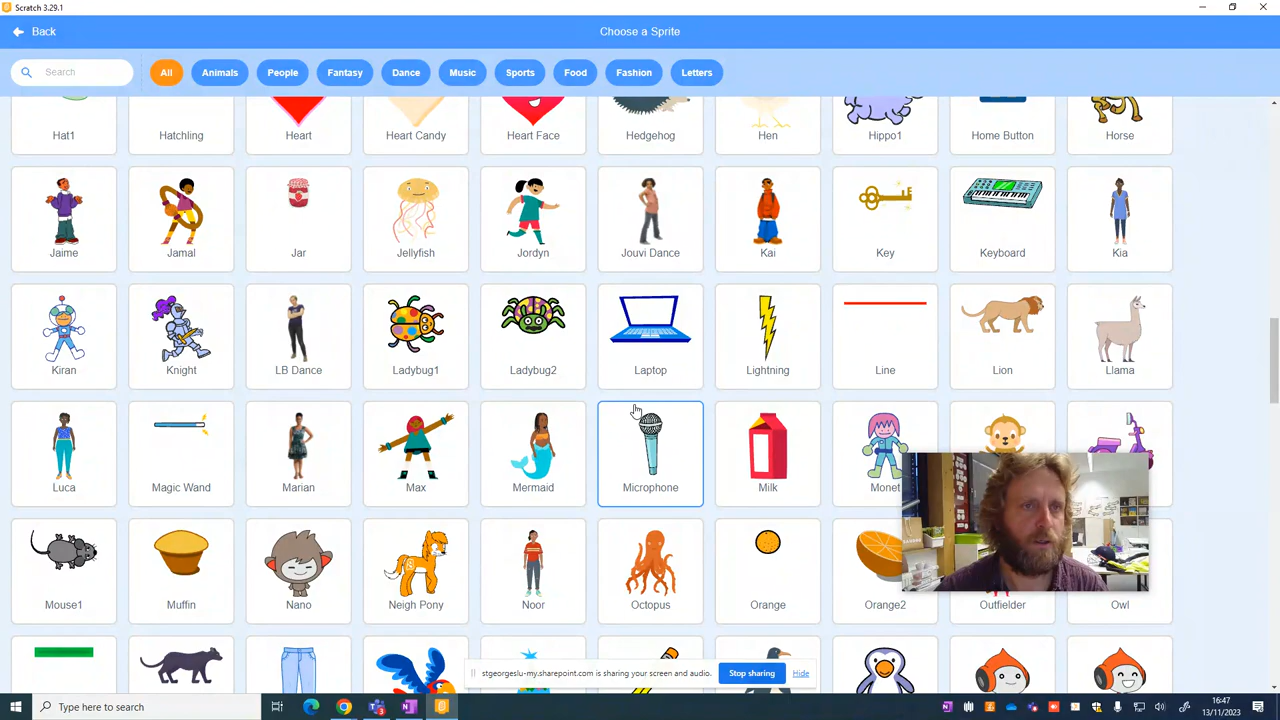 Scratch 3.29.1
Back
Choose a Sprite
Search
All
Animals
People
Fantasy
Dance
Music
Sports
Food
Fashion
Letters
Hat1
Hatchling
Heart
Heart Candy
Heart Face
Hedgehog
Hen
Hippo1
Home Button
Horse
Jaime
Jamal
Jar
Jellyfish
Jordyn
Jouvi Dance
Kai
Key
Keyboard
Kia
Kiran
Knight
LB Dance
Ladybug1
Ladybug2
Laptop
Lightning
Line
Lion
Llama
Luca
Magic Wand
Marian
Max
Mermaid
Microphone
Milk
Monet
Mouse1
Muffin
Nano
Neigh Pony
Noor
Octopus
Orange
Orange2
Outfielder
Owl
stgeorgeslu-my.sharepoint.com is sharing your screen and audio.
Stop sharing
Hide
Type here to search
16:47
13/11/2023